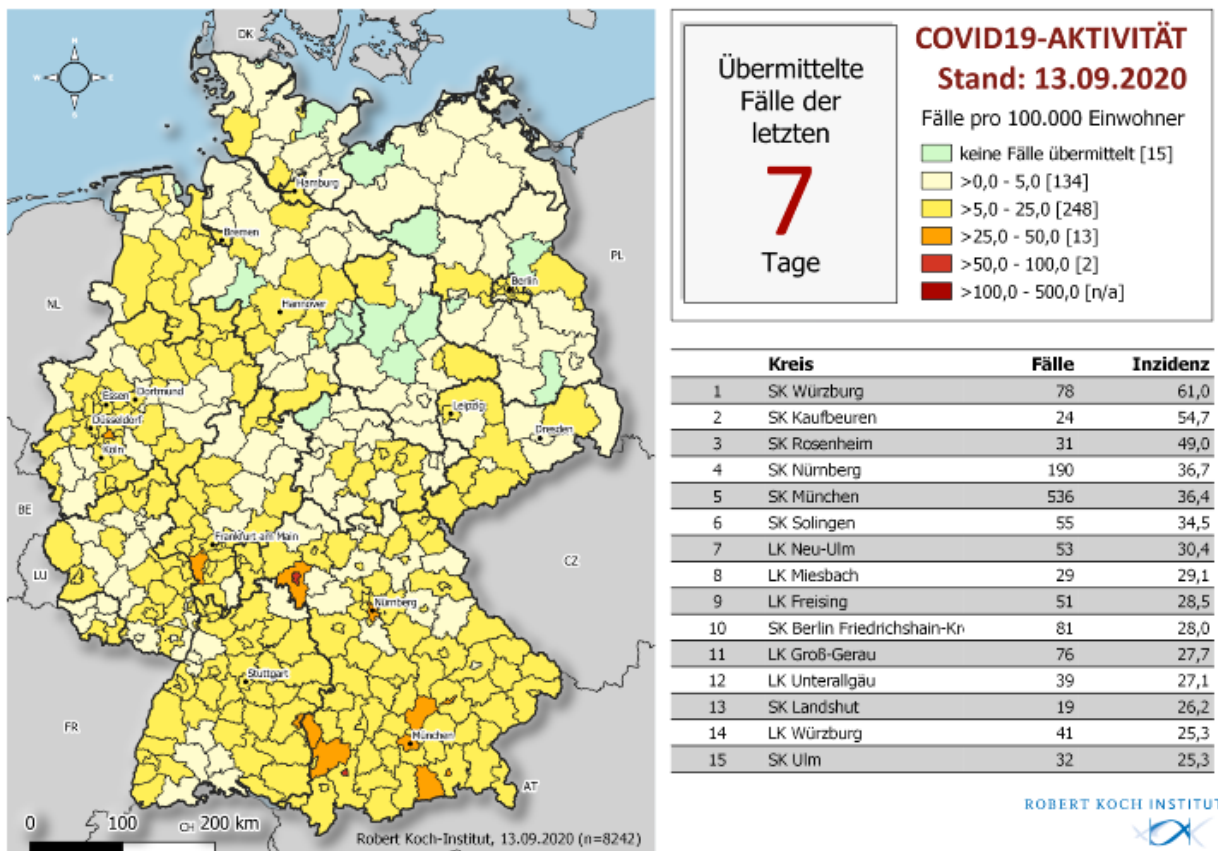 DK
N
W
E
S
Hamburg
Bremen
PL
Berlin
NL
Hannover
Essen
Dortmund
Düsseldorf
Leipzig
Köln
Dresden
BE
Frankfurt am Main
LU
CZ
Nürnberg
Stuttgart
FR
München
AT
0 100 CH 200 km
Robert Koch-Institut, 13.09.2020 (n=8242)
Übermittelte
Fälle der
letzten
7
Tage
COVID19-AKTIVITÄT
Stand: 13.09.2020
Fälle pro 100.000 Einwohner
keine Fälle übermittelt [15]
>0,0 - 5,0 [134]
>5,0 - 25,0 [248]
>25,0 - 50,0 [13]
>50,0 - 100,0 [2]
>100,0 - 500,0 [n/a]
Kreis Fälle Inzidenz
1 SK Würzburg 78 61,0
2 SK Kaufbeuren 24 54,7
3 SK Rosenheim 31 49,0
4 SK Nürnberg 190 36,7
5 SK München 536 36,4
6 SK Solingen 55 34,5
7 LK Neu-Ulm 53 30,4
8 LK Miesbach 29 29,1
9 LK Freising 51 28,5
10 SK Berlin Friedrichshain-Kr 81 28,0
11 LK Groß-Gerau 76 27,7
12 LK Unterallgäu 39 27,1
13 SK Landshut 19 26,2
14 LK Würzburg 41 25,3
15 SK Ulm 32 25,3
ROBERT KOCH INSTITUT